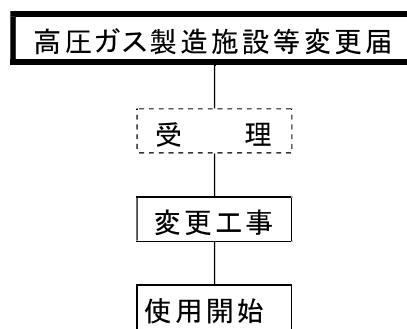 高圧ガス製造施設等変更届
受　　理
変更工事
使用開始